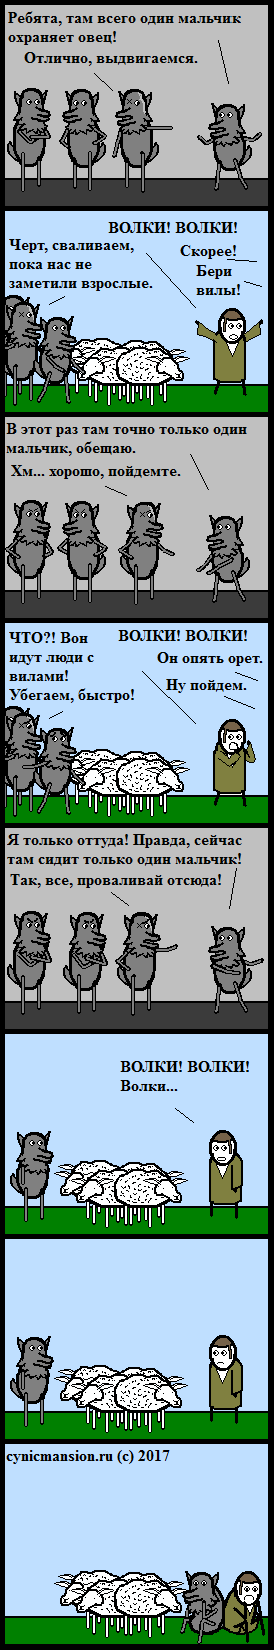 Ребята, там всего один мальчик
охраняет овец!
Отлично, выдвигаемся.
ВОЛКИ! ВОЛКИ!
Черт, сваливаем,
пока нас не
заметили взрослые.
Скорее!
Бери
вилы!
В этот раз там точно только один
мальчик, обещаю.
Хм... хорошо, пойдемте.
ЧТО?! Вон
идут люди с
вилами!
Убегаем, быстро!
ВОЛКИ! ВОЛКИ!
Он опять орет.
Ну пойдем.
Я только оттуда! Правда, сейчас
там сидит только один мальчик!
Так, все, проваливай отсюда!
ВОЛКИ! ВОЛКИ!
Волки...
cynicmansion.ru (c) 2017